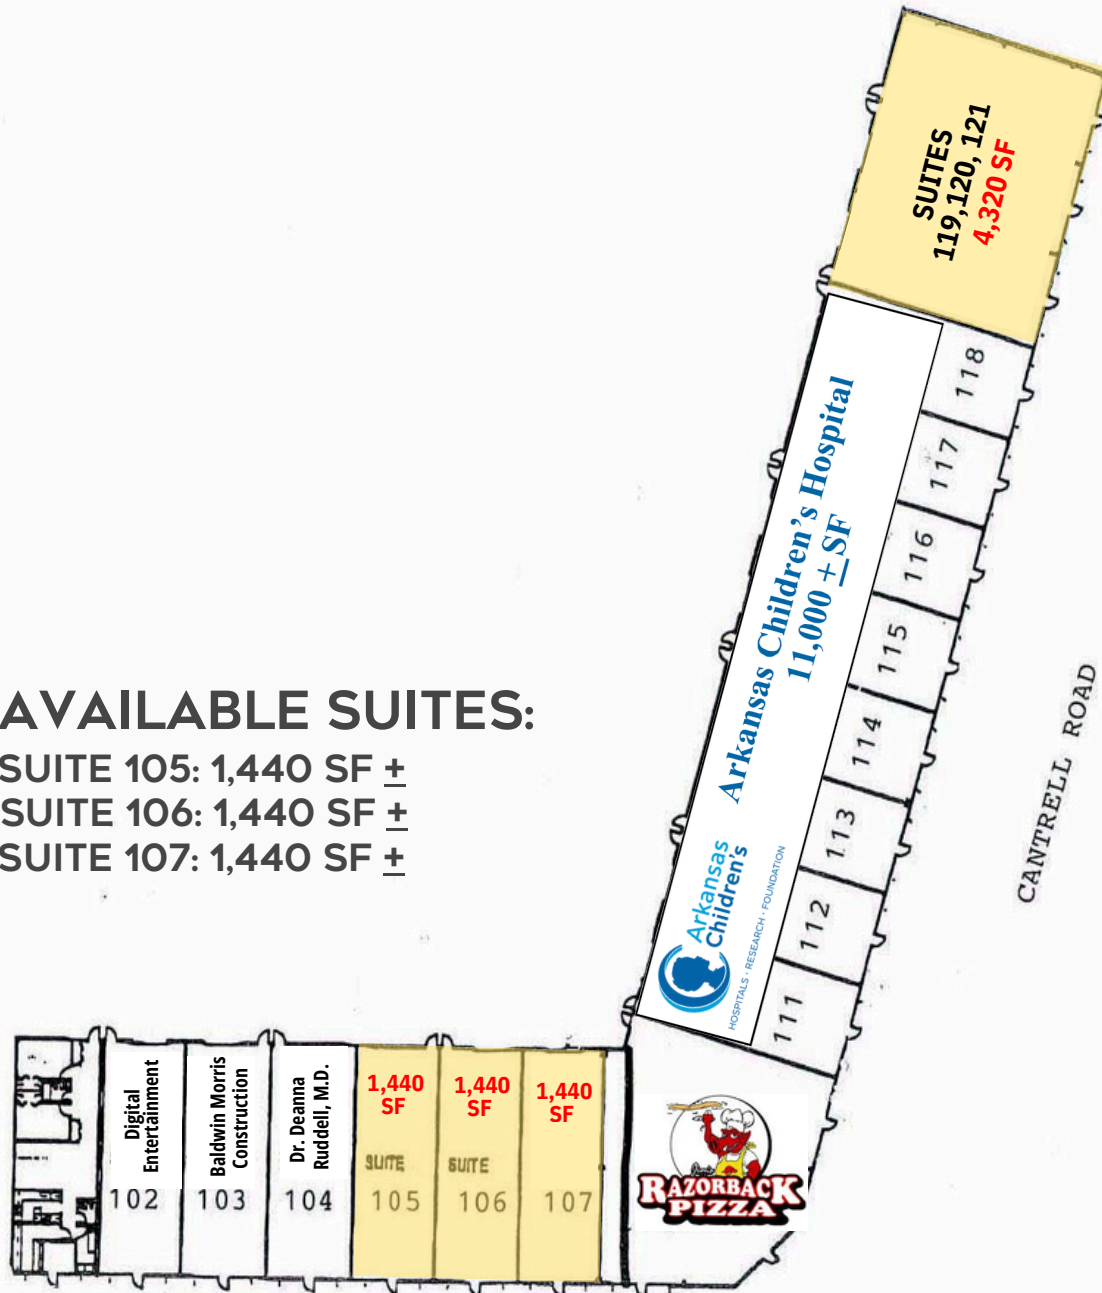 SUITES
119,120, 121
4,320 SF
118
117
116
115
114
113
112
111
Arkansas Children's Hospital
11,000 + SF
Arkansas
Children's
HOSPITALS · RESEARCH · FOUNDATION
CANTRELL ROAD
AVAILABLE SUITES:
SUITE 105: 1,440 SF ±
SUITE 106: 1,440 SF ±
SUITE 107: 1,440 SF ±
Digital
Entertainment
102
Baldwin Morris
Construction
103
Dr. Deanna
Ruddell, M.D.
104
1,440
SF
SUITE
105
1,440
SF
SUITE
106
1,440
SF
107
RAZORBACK
PIZZA